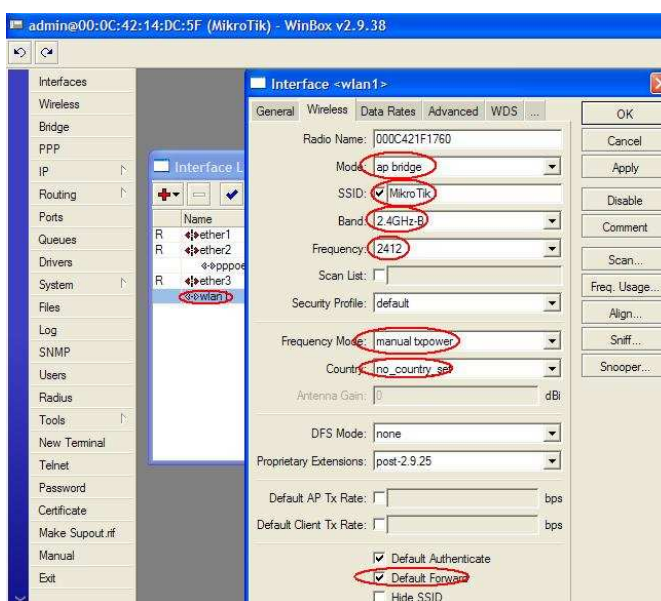 admin@00:0C:42:14:DC:5F (MikroTik) - WinBox v2.9.38
Interfaces
Wireless
Bridge
PPP
IP
Routing
Ports
Queues
Drivers
System
Files
Log
SNMP
Users
Radius
Tools
New Terminal
Telnet
Password
Certificate
Make Supout.rif
Manual
Exit
Interface L
Name
R ether1
R ether2
pppoe
R ether3
wlan1
Interface <wlan1>
General Wireless Data Rates Advanced WDS ...
Radio Name: 000C421F1760
Mode: ap bridge
SSID: MikroTik
Band: 2.4GHz-B
Frequency: 2412
Scan List:
Security Profile: default
Frequency Mode: manual txpower
Country: no_country_set
Antenna Gain: 0 dBi
DFS Mode: none
Proprietary Extensions: post-2.9.25
Default AP Tx Rate: bps
Default Client Tx Rate: bps
Default Authenticate
Default Forward
Hide SSID
OK
Cancel
Apply
Disable
Comment
Scan...
Freq. Usage...
Align...
Sniff...
Snooper...